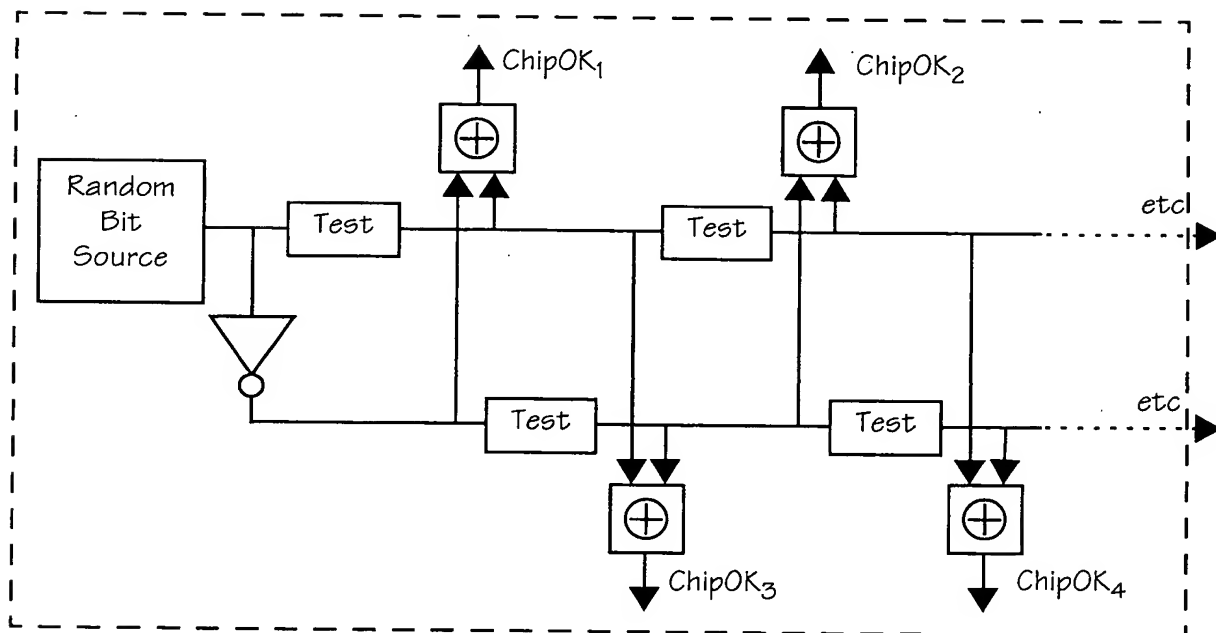 ChipOK1
ChipOK2
Random
Bit
Source
Test
Test
etc
Test
Test
etc
ChipOK3
ChipOK4